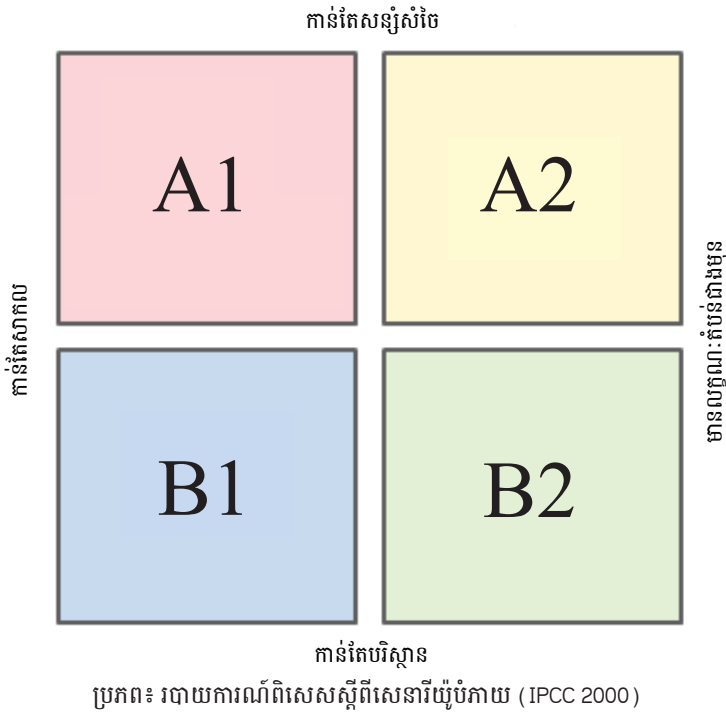 កាន់តែសន្សំសំចៃ
A1
A2
កាន់តែសាកល
មានលក្ខណៈតំបន់ជាងមុន
B1
B2
កាន់តែបរិស្ថាន
ប្រភព៖ របាយការណ៍ពិសេសស្តីពីសេនារីយ៉ូបំភាយ (IPCC 2000)